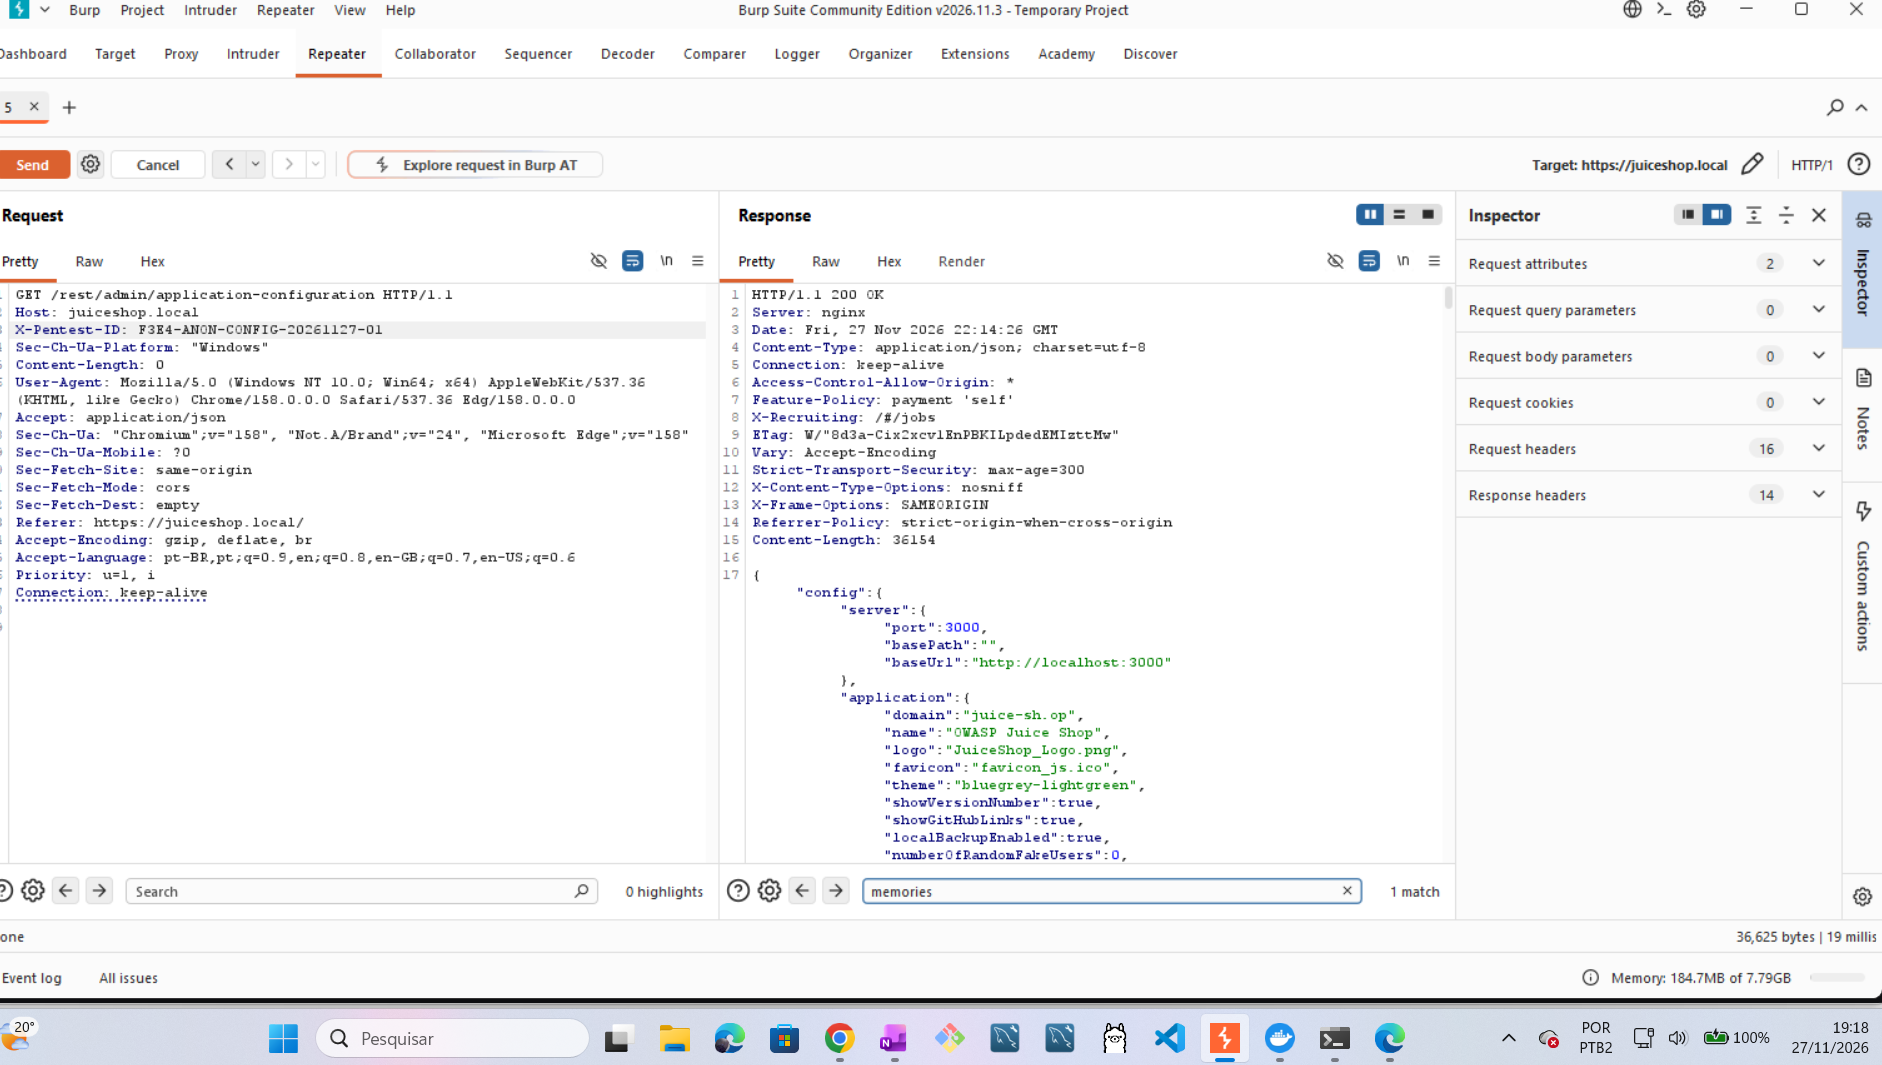 Burp Project Intruder Repeater View Help
Burp Suite Community Edition v2026.11.3 - Temporary Project
Dashboard Target Proxy Intruder Repeater Collaborator Sequencer Decoder Comparer Logger Organizer Extensions Academy Discover
5
Send Cancel Explore request in Burp AT Target: https://juiceshop.local HTTP/1
Request
Pretty Raw Hex \n
GET /rest/admin/application-configuration HTTP/1.1
Host: juiceshop.local
X-Pentest-ID: F3E4-ANON-CONFIG-20261127-01
Sec-Ch-Ua-Platform: "Windows"
Content-Length: 0
User-Agent: Mozilla/5.0 (Windows NT 10.0; Win64; x64) AppleWebKit/537.36
(KHTML, like Gecko) Chrome/158.0.0.0 Safari/537.36 Edg/158.0.0.0
Accept: application/json
Sec-Ch-Ua: "Chromium";v="158", "Not.A/Brand";v="24", "Microsoft Edge";v="158"
Sec-Ch-Ua-Mobile: ?0
Sec-Fetch-Site: same-origin
Sec-Fetch-Mode: cors
Sec-Fetch-Dest: empty
Referer: https://juiceshop.local/
Accept-Encoding: gzip, deflate, br
Accept-Language: pt-BR,pt;q=0.9,en;q=0.8,en-GB;q=0.7,en-US;q=0.6
Priority: u=1, i
Connection: keep-alive
Search
0 highlights
Response
Pretty Raw Hex Render \n
1 HTTP/1.1 200 OK
2 Server: nginx
3 Date: Fri, 27 Nov 2026 22:14:26 GMT
4 Content-Type: application/json; charset=utf-8
5 Connection: keep-alive
6 Access-Control-Allow-Origin: *
7 Feature-Policy: payment 'self'
8 X-Recruiting: /#/jobs
9 ETag: W/"8d3a-Cix2xcvlEnPBKILpdedEMIzttMw"
10 Vary: Accept-Encoding
11 Strict-Transport-Security: max-age=300
12 X-Content-Type-Options: nosniff
13 X-Frame-Options: SAMEORIGIN
14 Referrer-Policy: strict-origin-when-cross-origin
15 Content-Length: 36154
16
17 {
"config":{
"server":{
"port":3000,
"basePath":"",
"baseUrl":"http://localhost:3000"
},
"application":{
"domain":"juice-sh.op",
"name":"OWASP Juice Shop",
"logo":"JuiceShop_Logo.png",
"favicon":"favicon_js.ico",
"theme":"bluegrey-lightgreen",
"showVersionNumber":true,
"showGitHubLinks":true,
"localBackupEnabled":true,
"numberOfRandomFakeUsers":0,
memories
1 match
Inspector
Request attributes 2
Request query parameters 0
Request body parameters 0
Request cookies 0
Request headers 16
Response headers 14
Inspector
Notes
Custom actions
one
36,625 bytes | 19 millis
Event log All issues
Memory: 184.7MB of 7.79GB
20°
Pesquisar
POR
PTB2
100%
19:18
27/11/2026